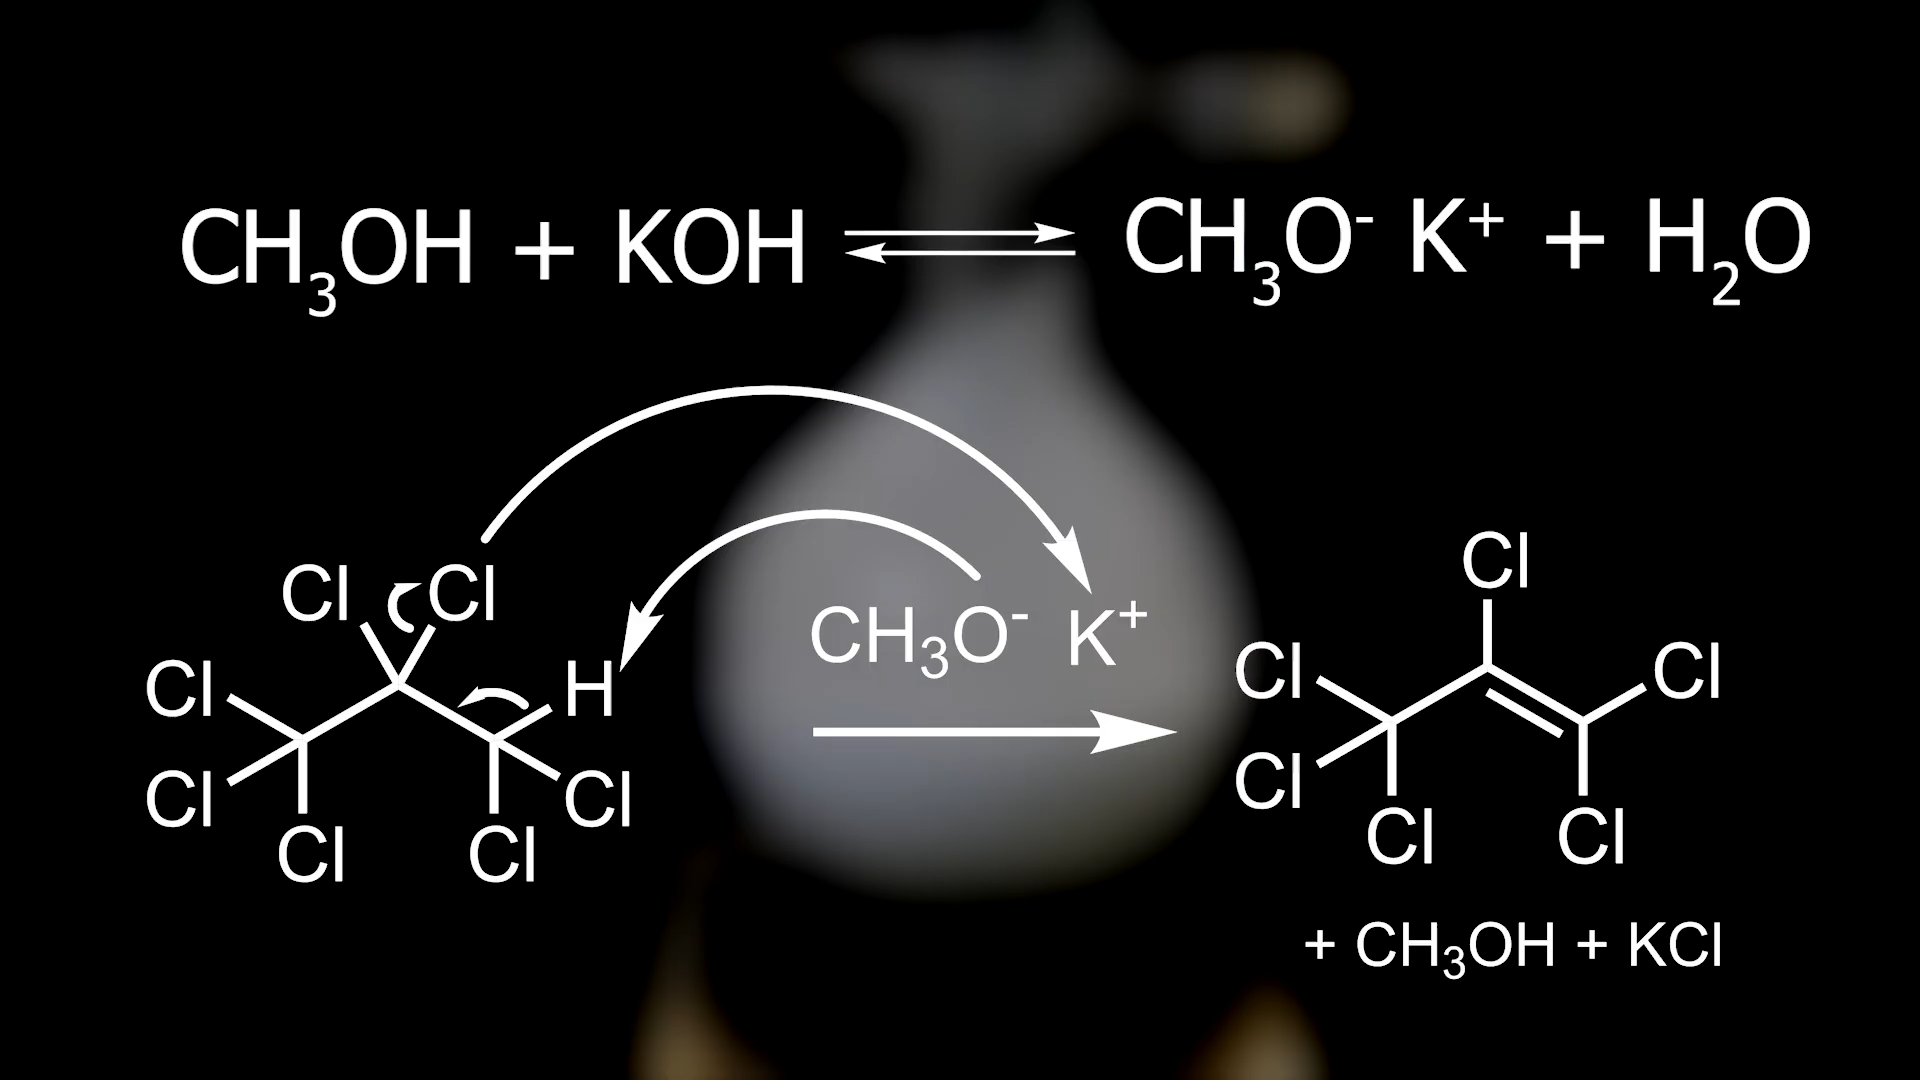 CH₃OH + KOH ⇌ CH₃O⁻ K⁺ + H₂O
Cl Cl
Cl H
Cl Cl
Cl Cl
CH₃O⁻ K⁺
Cl
Cl Cl
Cl
Cl Cl
+ CH₃OH + KCl